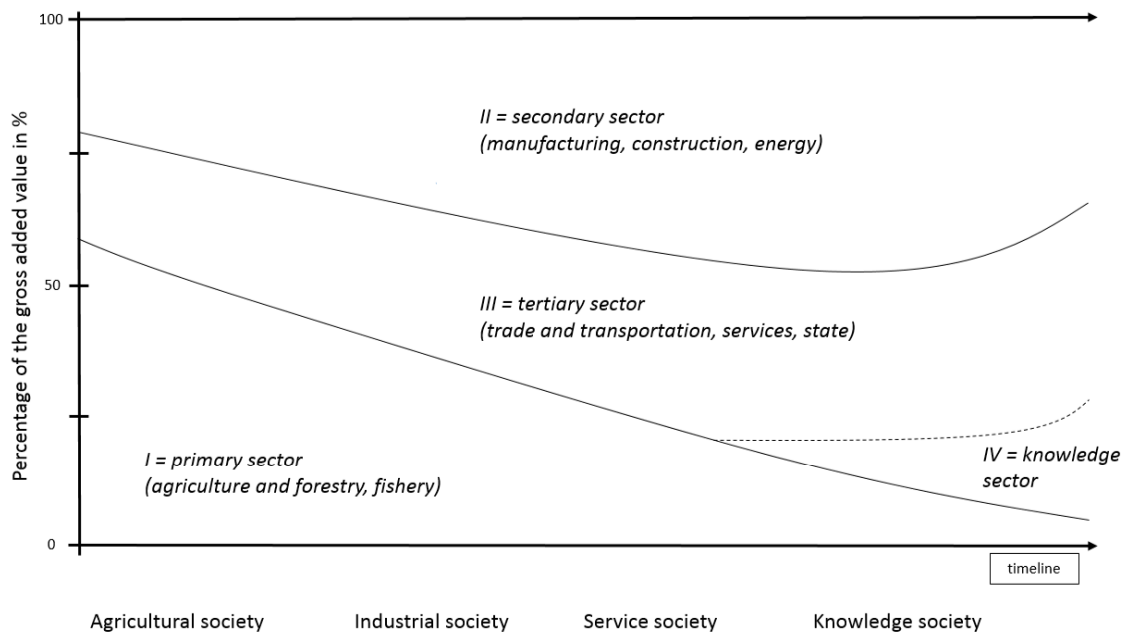 100
Percentage of the gross added value in %
II = secondary sector
(manufacturing, construction, energy)
50
III = tertiary sector
(trade and transportation, services, state)
I = primary sector
(agriculture and forestry, fishery)
IV = knowledge
sector
0
timeline
Agricultural society
Industrial society
Service society
Knowledge society